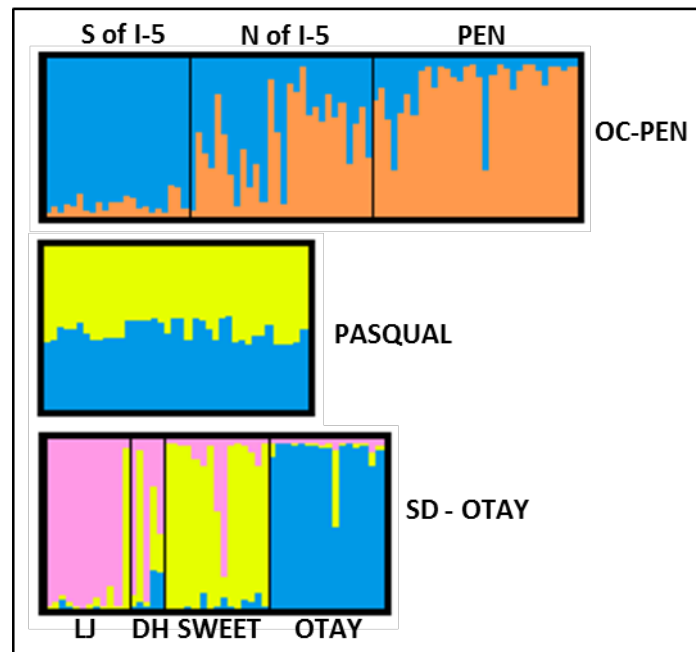 S of I-5 N of I-5 PEN
OC-PEN
PASQUAL
SD - OTAY
LJ DH SWEET OTAY